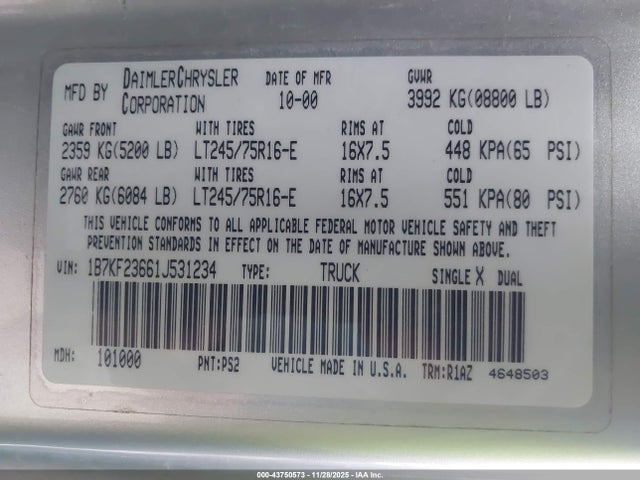 MFD BY DAIMLERCHRYSLER CORPORATION DATE OF MFR 10-00 GVWR 3992 KG(08800 LB)
GAWR FRONT WITH TIRES RIMS AT COLD
2359 KG(5200 LB) LT245/75R16-E 16X7.5 448 KPA(65 PSI)
GAWR REAR WITH TIRES RIMS AT COLD
2760 KG(6084 LB) LT245/75R16-E 16X7.5 551 KPA(80 PSI)
THIS VEHICLE CONFORMS TO ALL APPLICABLE FEDERAL MOTOR VEHICLE SAFETY AND THEFT
PREVENTION STANDARDS IN EFFECT ON THE DATE OF MANUFACTURE SHOWN ABOVE.
VIN: 1B7KF23661J531234 TYPE: TRUCK SINGLE X DUAL
MDH: 101000 PNT:PS2 VEHICLE MADE IN U.S.A. TRM:R1AZ 4648503
000-43750573 - 11/28/2025 - IAA Inc.